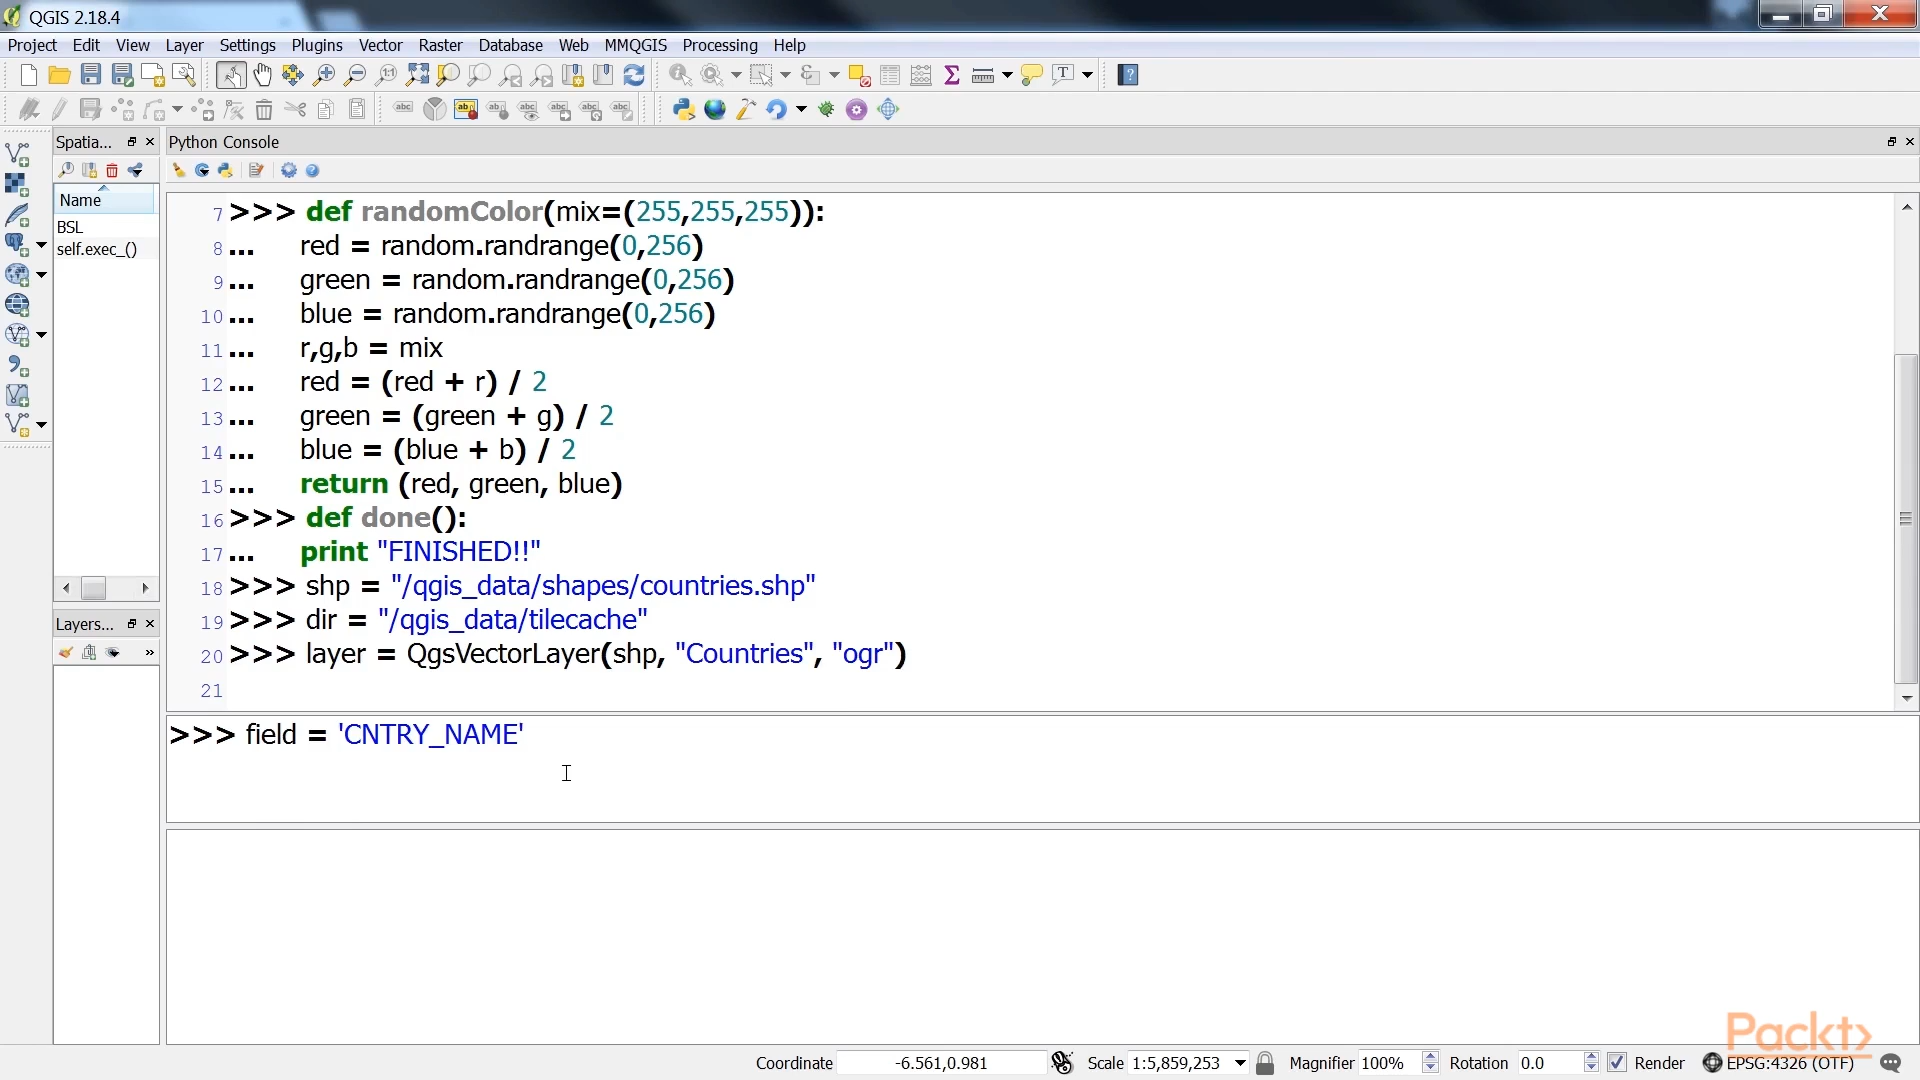 QGIS 2.18.4
Project Edit View Layer Settings Plugins Vector Raster Database Web MMQGIS Processing Help
Spatia...
Python Console
Name
BSL
self.exec_()
7 >>> def randomColor(mix=(255,255,255)):
8 ... red = random.randrange(0,256)
9 ... green = random.randrange(0,256)
10 ... blue = random.randrange(0,256)
11 ... r,g,b = mix
12 ... red = (red + r) / 2
13 ... green = (green + g) / 2
14 ... blue = (blue + b) / 2
15 ... return (red, green, blue)
16 >>> def done():
17 ... print "FINISHED!!"
18 >>> shp = "/qgis_data/shapes/countries.shp"
19 >>> dir = "/qgis_data/tilecache"
20 >>> layer = QgsVectorLayer(shp, "Countries", "ogr")
21
Layers...
>>> field = 'CNTRY_NAME'
Packt>
Coordinate -6.561,0.981 Scale 1:5,859,253 Magnifier 100% Rotation 0.0 Render EPSG:4326 (OTF)